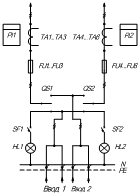 PI1 TA1..TA3 TA4..TA6 PI2
FU1..FU3 FU4..FU6
QS1 QS2
SF1 SF2
HL1 HL2
N
PE
Ввод 1 Ввод 2